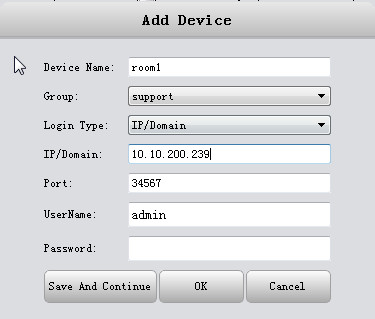 Add Device
Device Name: room1
Group: support
Login Type: IP/Domain
IP/Domain: 10.10.200.239
Port: 34567
UserName: admin
Password:
Save And Continue OK Cancel